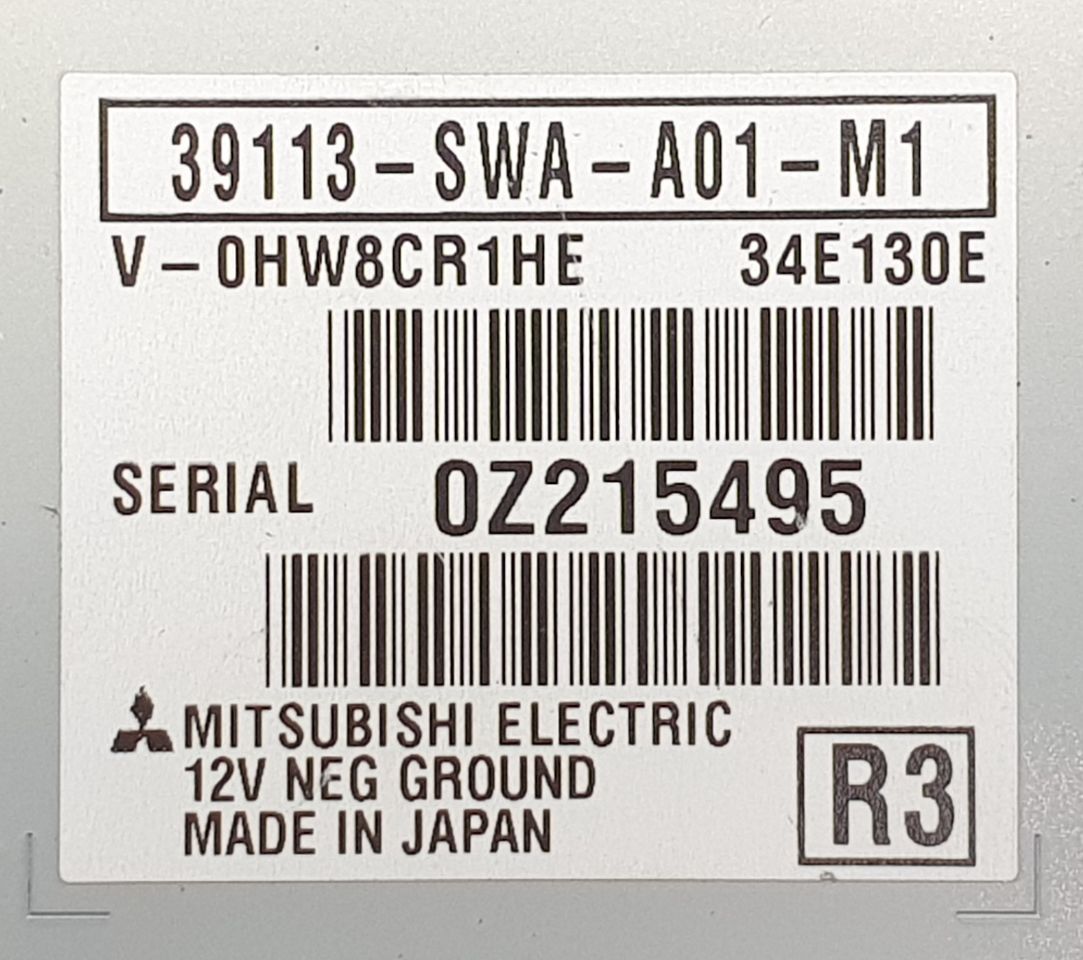 39113-SWA-A01-M1
V-0HW8CR1HE 34E130E
SERIAL 0Z215495
MITSUBISHI ELECTRIC
12V NEG GROUND
MADE IN JAPAN
R3